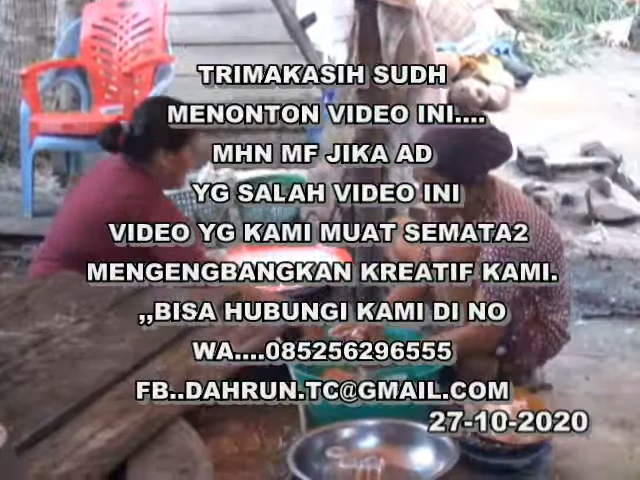 TRIMAKASIH SUDH
MENONTON VIDEO INI....
MHN MF JIKA AD
YG SALAH VIDEO INI
VIDEO YG KAMI MUAT SEMATA2
MENGENGBANGKAN KREATIF KAMI.
,,BISA HUBUNGI KAMI DI NO
WA....085256296555
FB..DAHRUN.TC@GMAIL.COM
27-10-2020